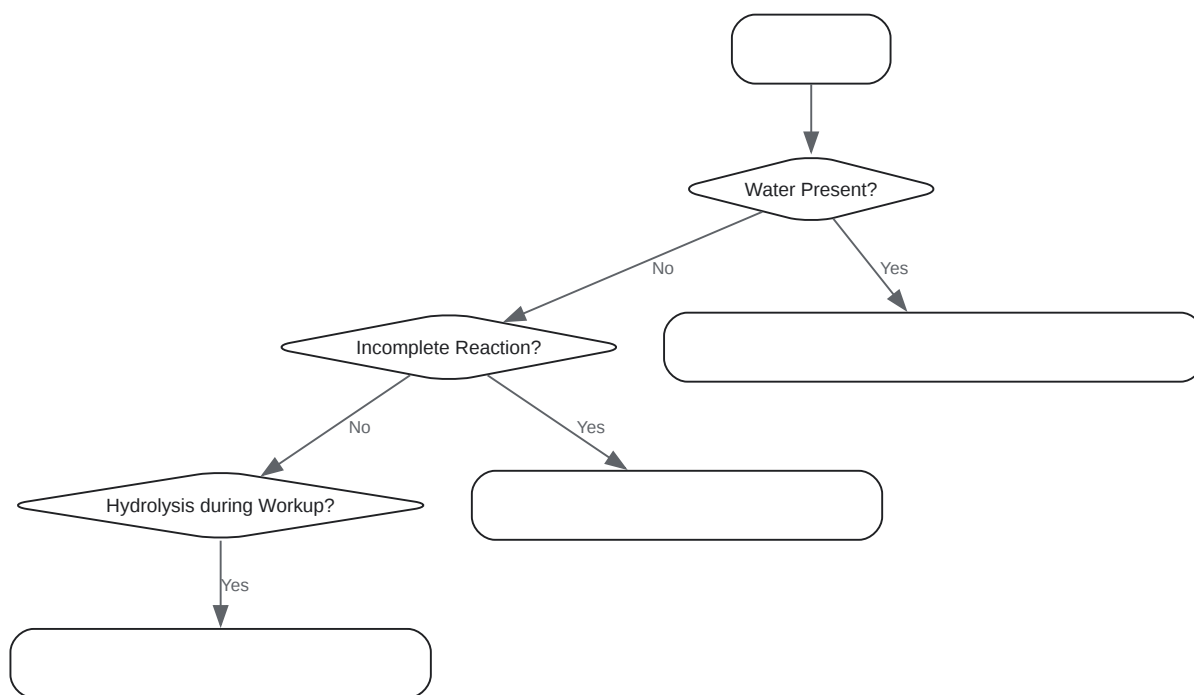 Water Present?
No
Yes
Incomplete Reaction?
No
Yes
Hydrolysis during Workup?
Yes